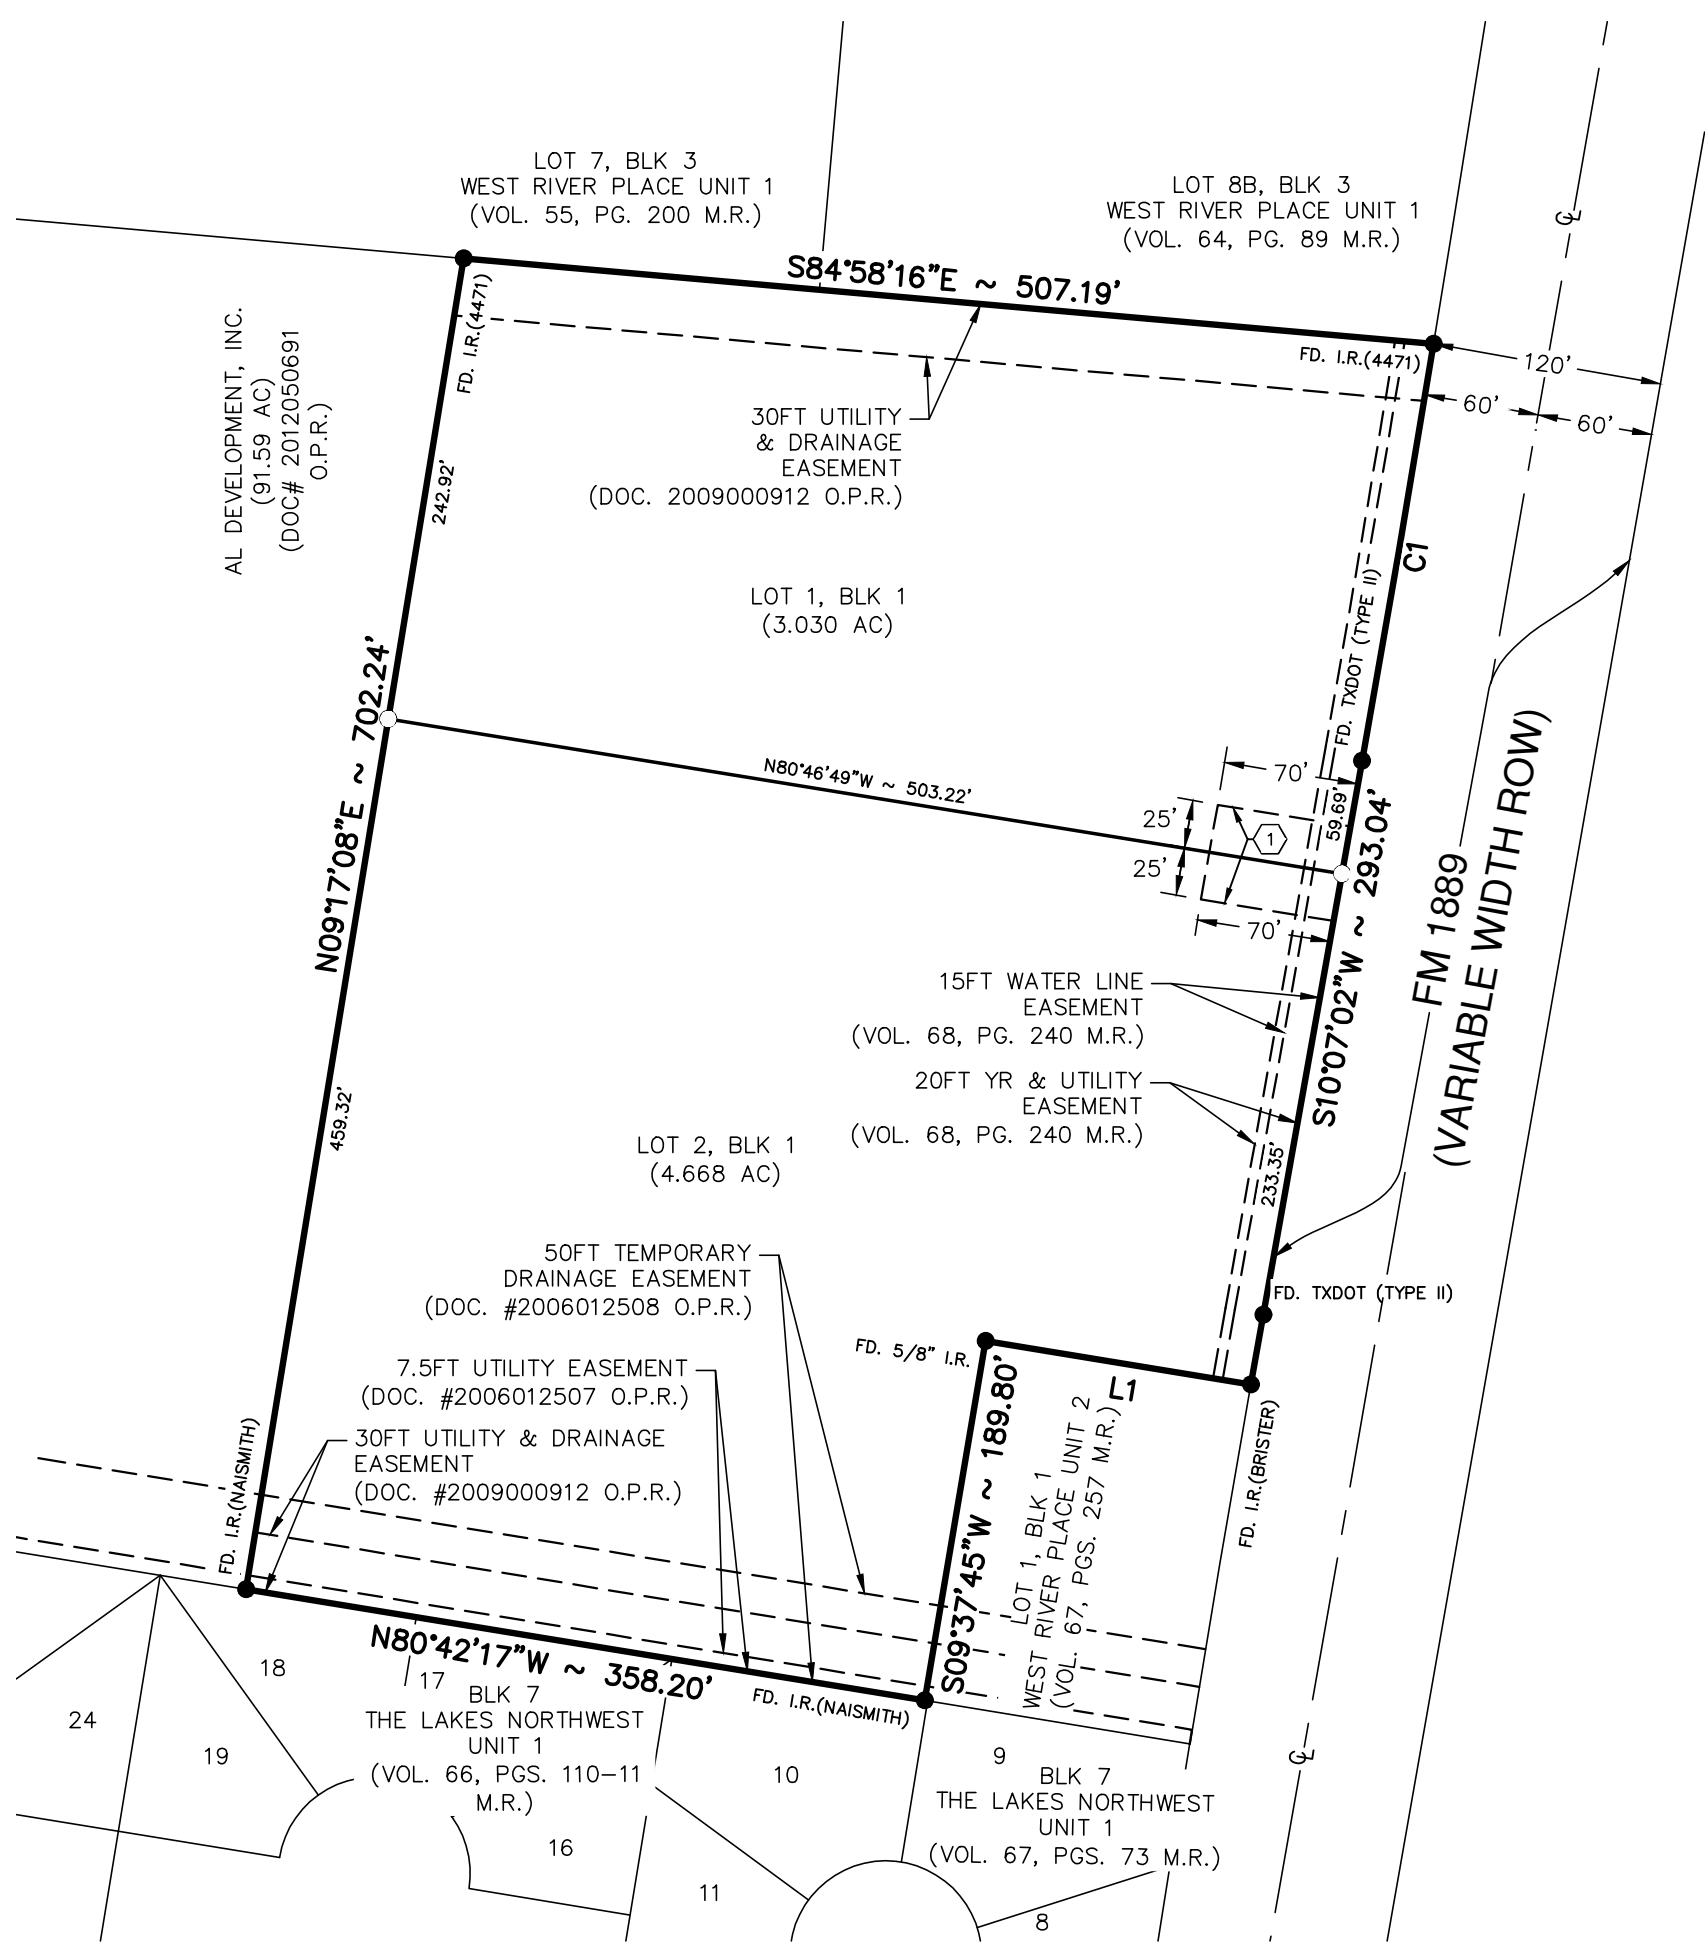 LOT 7, BLK 3
WEST RIVER PLACE UNIT 1
(VOL. 55, PG. 200 M.R.)
LOT 8B, BLK 3
WEST RIVER PLACE UNIT 1
(VOL. 64, PG. 89 M.R.)
CL
S84°58'16"E ~ 507.19'
FD. I.R.(4471)
FD. I.R.(4471)
120'
60'
60'
AL DEVELOPMENT, INC.
(91.59 AC)
(DOC# 2012050691
O.P.R.)
242.92'
30FT UTILITY
& DRAINAGE
EASEMENT
(DOC. 2009000912 O.P.R.)
C1
LOT 1, BLK 1
(3.030 AC)
FD. TXDOT (TYPE II)
N09°17'08"E ~ 702.24'
N80°46'49"W ~ 503.22'
70'
25'
25'
1
59.69'
70'
S10°07'02"W ~ 293.04'
FM 1889
(VARIABLE WIDTH ROW)
15FT WATER LINE
EASEMENT
(VOL. 68, PG. 240 M.R.)
20FT YR & UTILITY
EASEMENT
(VOL. 68, PG. 240 M.R.)
233.35'
459.32'
LOT 2, BLK 1
(4.668 AC)
50FT TEMPORARY
DRAINAGE EASEMENT
(DOC. #2006012508 O.P.R.)
FD. TXDOT (TYPE II)
FD. 5/8" I.R.
L1
7.5FT UTILITY EASEMENT
(DOC. #2006012507 O.P.R.)
30FT UTILITY & DRAINAGE
EASEMENT
(DOC. #2009000912 O.P.R.)
FD. I.R.(NAISMITH)
S09°37'45"W ~ 189.80'
LOT 1, BLK 1
WEST RIVER PLACE UNIT 2
(VOL. 67, PGS. 257 M.R.)
FD. I.R.(BRISTER)
N80°42'17"W ~ 358.20'
FD. I.R.(NAISMITH)
18
17
24
19
BLK 7
THE LAKES NORTHWEST
UNIT 1
(VOL. 66, PGS. 110-11
M.R.)
16
10
11
9
BLK 7
THE LAKES NORTHWEST
UNIT 1
(VOL. 67, PGS. 73 M.R.)
8
CL